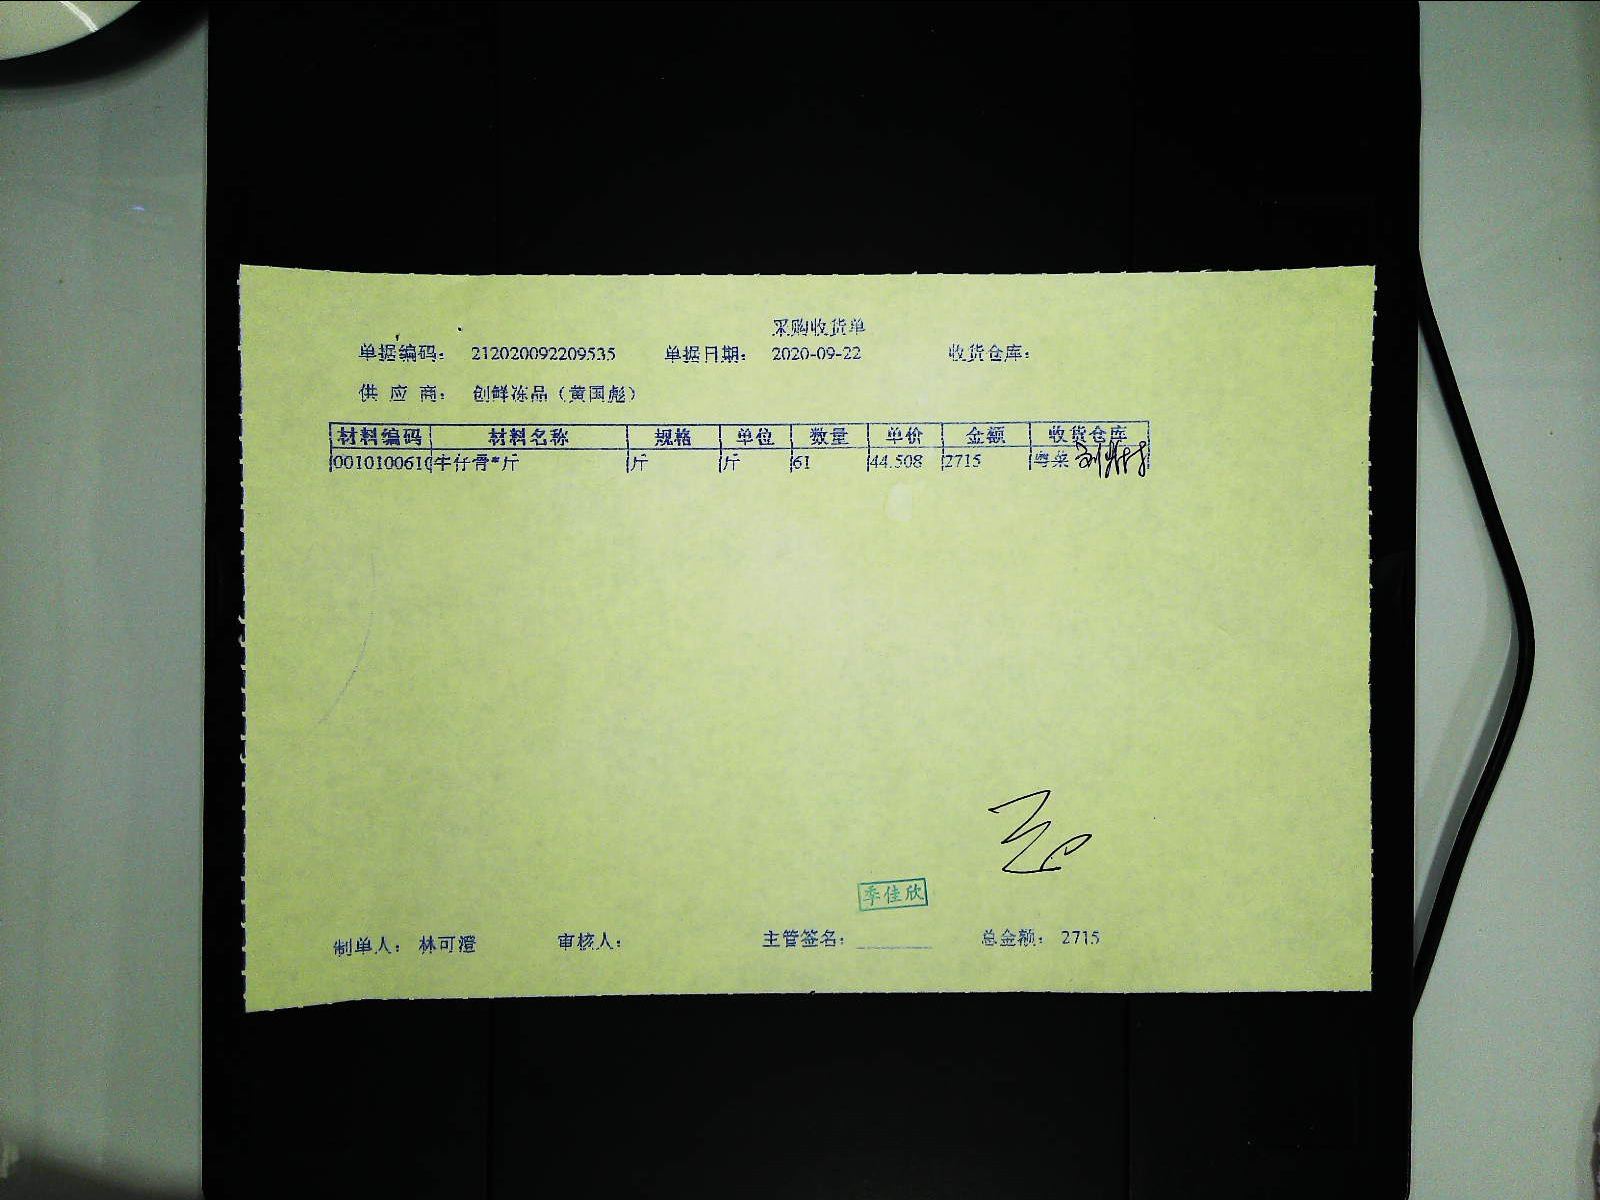 采购收货单
单据编码： 212020092209535 单据日期： 2020-09-22 收货仓库：
供 应 商： 创鲜冻品（黄国彪）
材料编码 材料名称 规格 单位 数量 单价 金额 收货仓库
001010061 牛仔骨*斤 斤 斤 61 44.508 2715 粤菜
季佳欣
制单人： 林可澄 审核人： 主管签名： 总金额： 2715